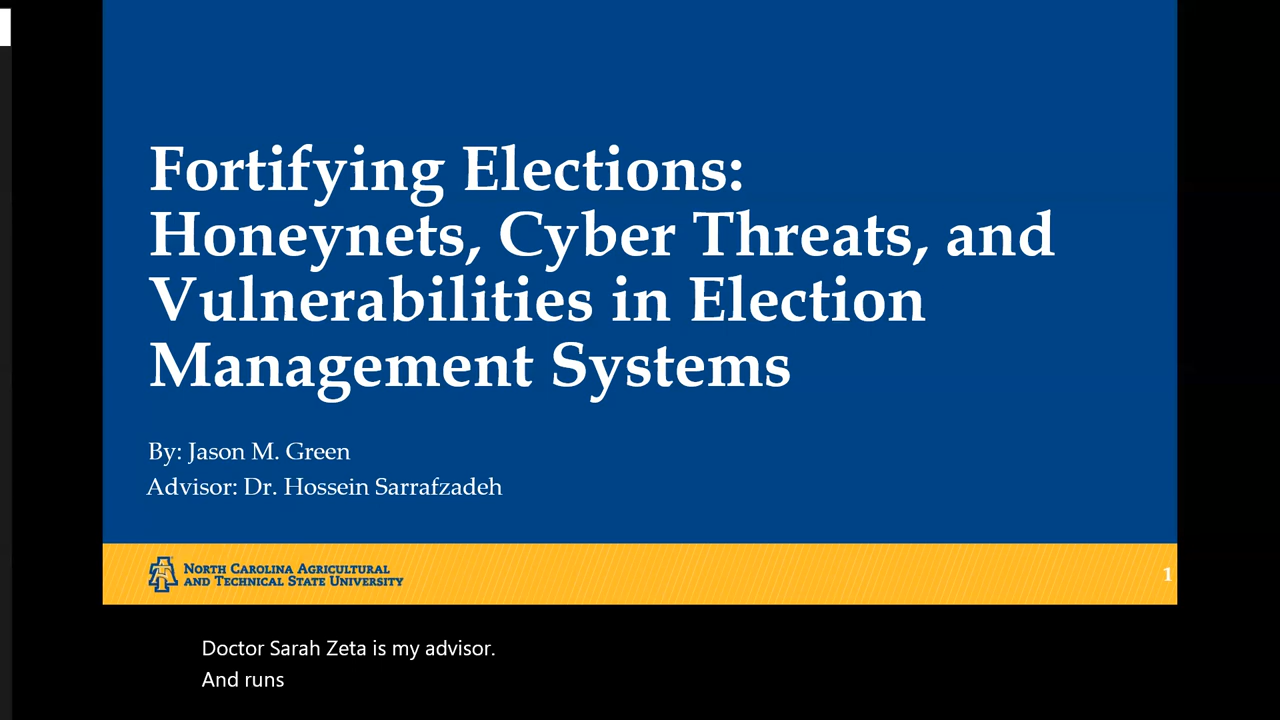 Fortifying Elections:
Honeynets, Cyber Threats, and
Vulnerabilities in Election
Management Systems
By: Jason M. Green
Advisor: Dr. Hossein Sarrafzadeh
North Carolina Agricultural
and Technical State University
1
Doctor Sarah Zeta is my advisor.
And runs